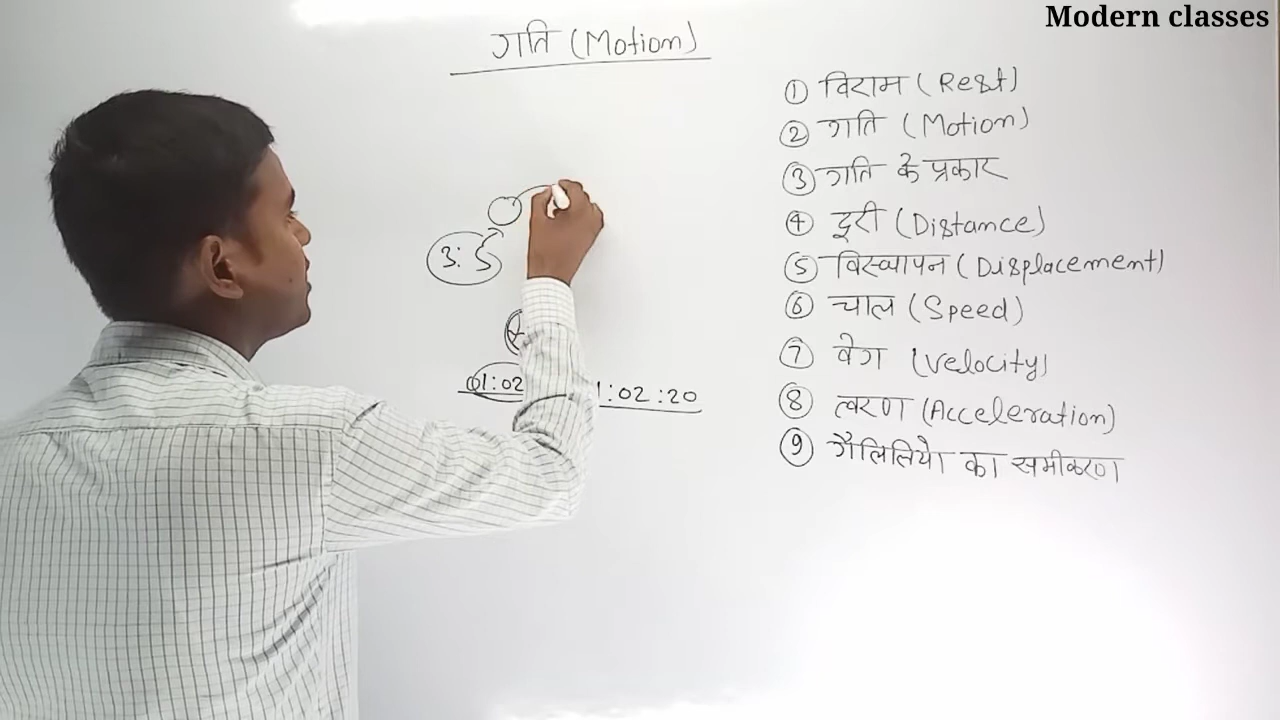 Modern classes
गति (Motion)
① विराम (Rest)
② गति (Motion)
③ गति के प्रकार
④ दूरी (Distance)
⑤ विस्थापन (Displacement)
⑥ चाल (Speed)
⑦ वेग (Velocity)
⑧ त्वरण (Acceleration)
⑨ गैलिलियो का समीकरण
3:5
01:02 1:02:20